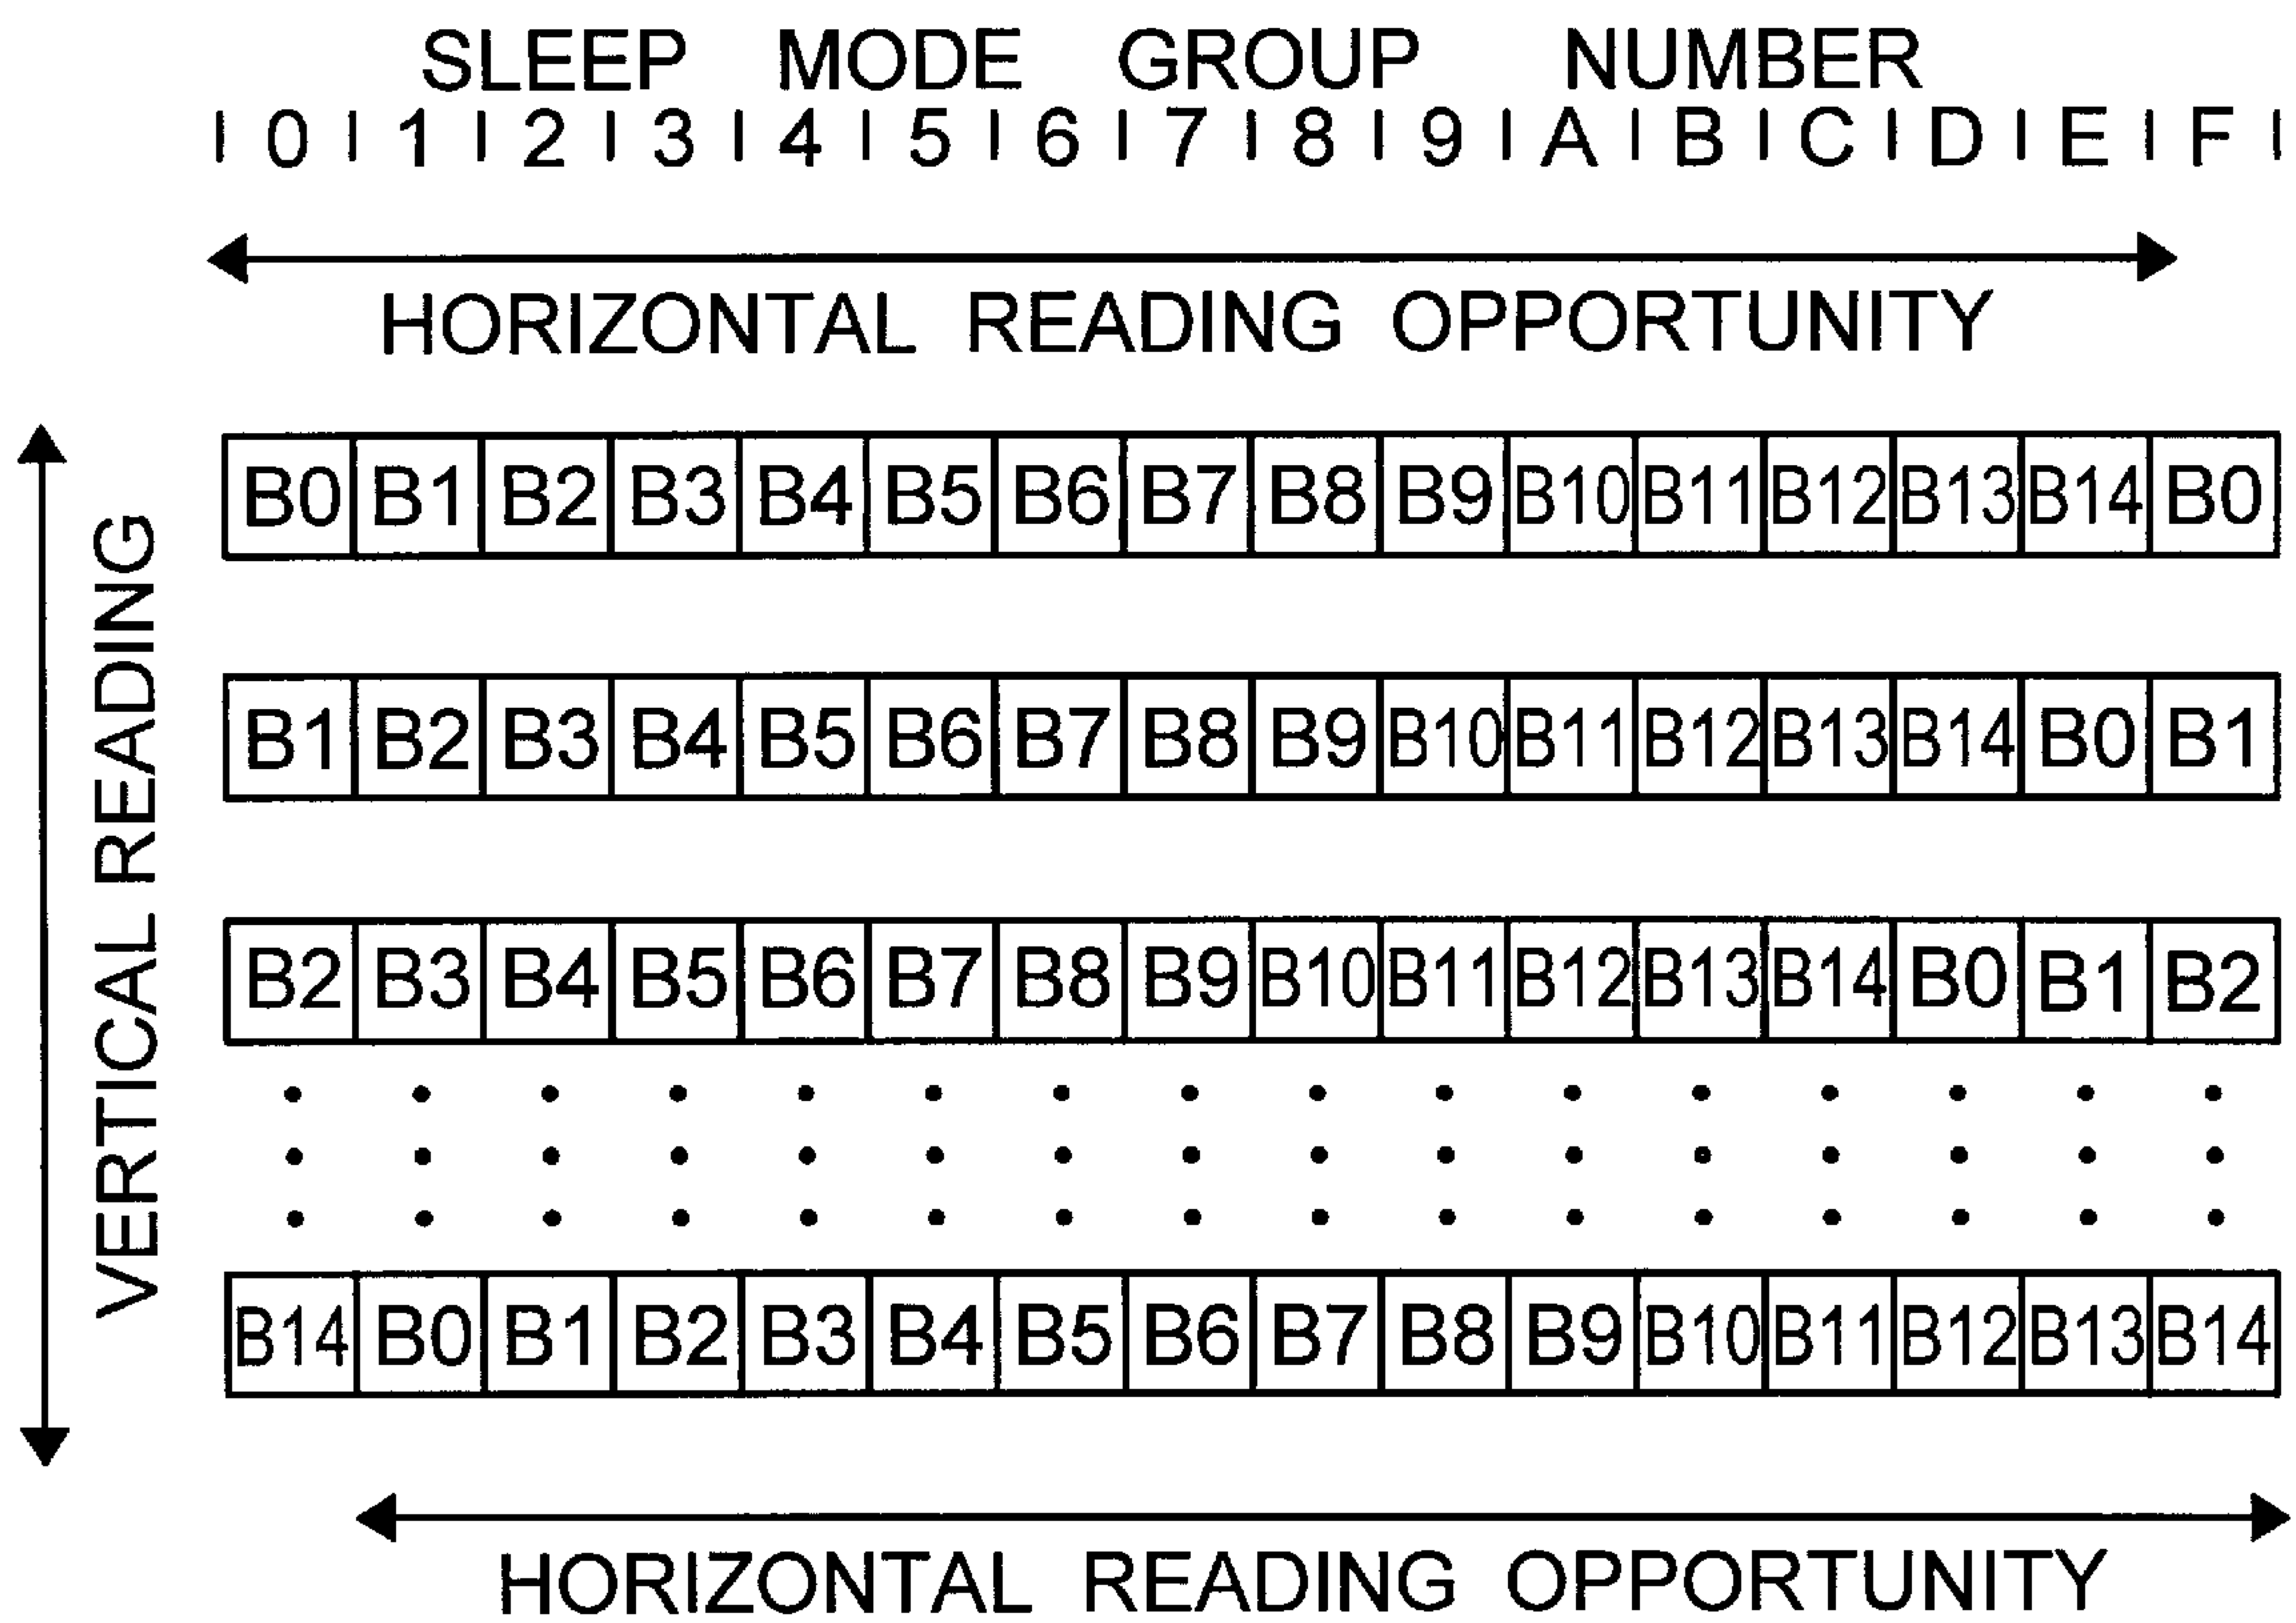 SLEEP MODE GROUP NUMBER
| 0 | 1 | 2 | 3 | 4 | 5 | 6 | 7 | 8 | 9 | A | B | C | D | E | F |
HORIZONTAL READING OPPORTUNITY
VERTICAL READING
B0 B1 B2 B3 B4 B5 B6 B7 B8 B9 B10 B11 B12 B13 B14 B0
B1 B2 B3 B4 B5 B6 B7 B8 B9 B10 B11 B12 B13 B14 B0 B1
B2 B3 B4 B5 B6 B7 B8 B9 B10 B11 B12 B13 B14 B0 B1 B2
B14 B0 B1 B2 B3 B4 B5 B6 B7 B8 B9 B10 B11 B12 B13 B14
HORIZONTAL READING OPPORTUNITY